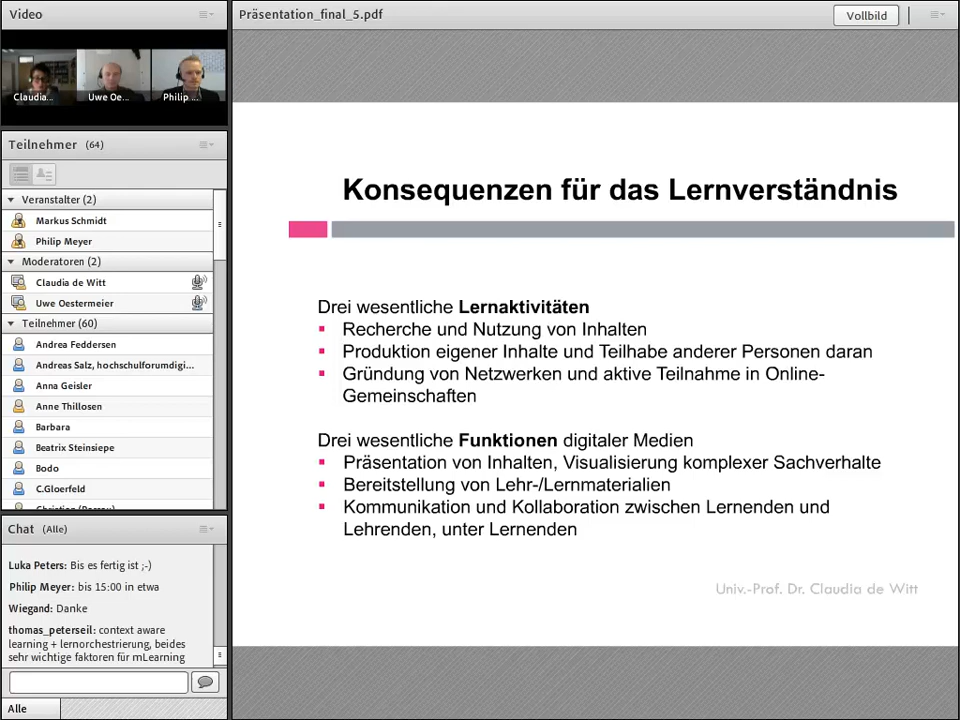 Video
Claudia...
Uwe Oe...
Philip ...
Teilnehmer (64)
Veranstalter (2)
Markus Schmidt
Philip Meyer
Moderatoren (2)
Claudia de Witt
Uwe Oestermeier
Teilnehmer (60)
Andrea Feddersen
Andreas Salz, hochschulforumdigi...
Anna Geisler
Anne Thillosen
Barbara
Beatrix Steinsiepe
Bodo
C.Gloerfeld
Chat (Alle)
Luka Peters: Bis es fertig ist ;-)
Philip Meyer: bis 15:00 in etwa
Wiegand: Danke
thomas_peterseil: context aware
learning + lernorchestrierung, beides
sehr wichtige faktoren für mLearning
Alle
Präsentation_final_5.pdf
Vollbild
Konsequenzen für das Lernverständnis
Drei wesentliche Lernaktivitäten
Recherche und Nutzung von Inhalten
Produktion eigener Inhalte und Teilhabe anderer Personen daran
Gründung von Netzwerken und aktive Teilnahme in Online-
Gemeinschaften
Drei wesentliche Funktionen digitaler Medien
Präsentation von Inhalten, Visualisierung komplexer Sachverhalte
Bereitstellung von Lehr-/Lernmaterialien
Kommunikation und Kollaboration zwischen Lernenden und
Lehrenden, unter Lernenden
Univ.-Prof. Dr. Claudia de Witt